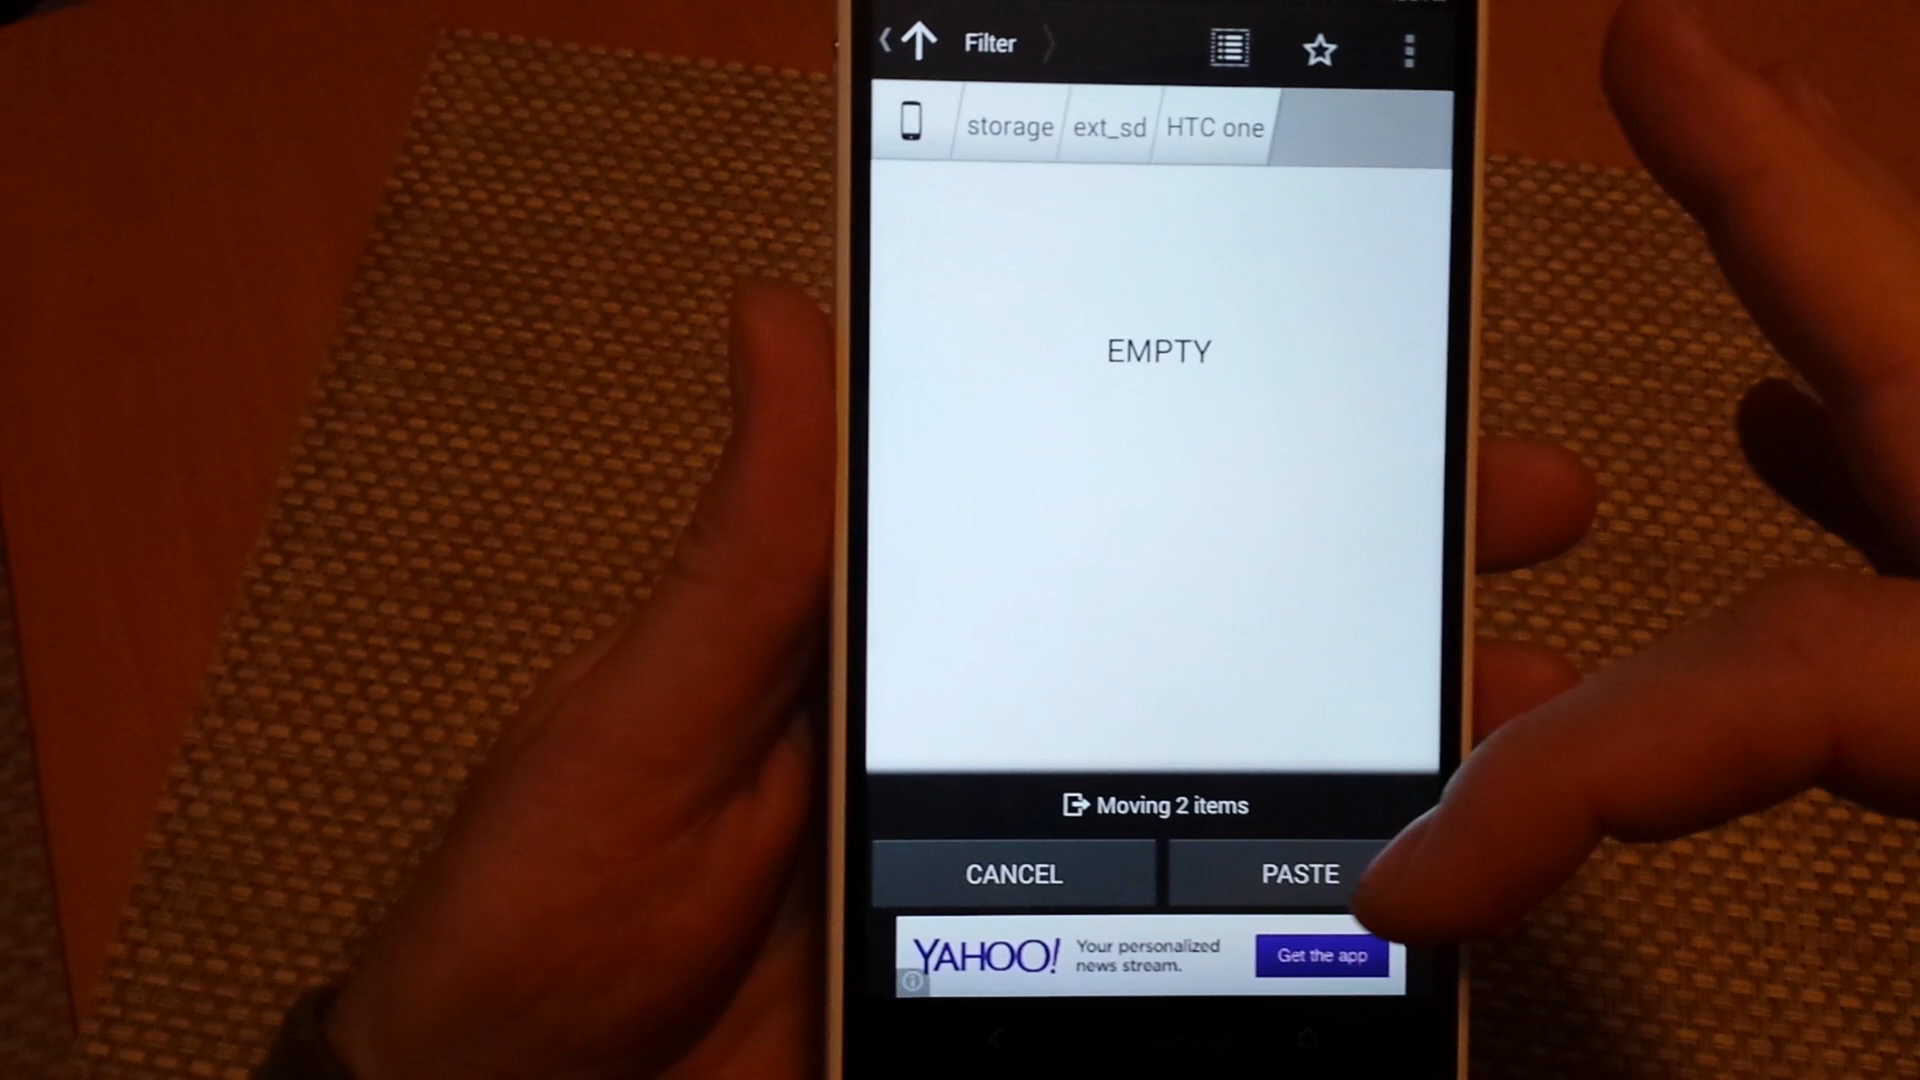 Filter
storage ext_sd HTC one
EMPTY
Moving 2 items
CANCEL PASTE
YAHOO! Your personalized news stream. Get the app